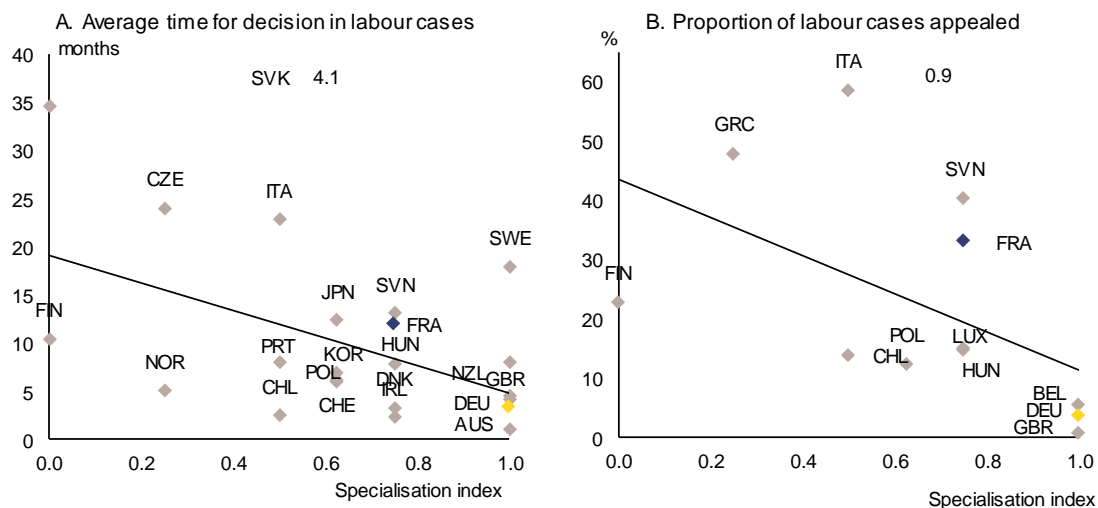 A. Average time for decision in labour cases
months
40
35
30
25
20
15
10
5
0
SVK 4.1
CZE
ITA
SWE
FIN
JPN
SVN
FRA
NOR
PRT
KOR
HUN
POL
DNK
NZL
GBR
CHL
IRL
CHE
DEU
AUS
0.0 0.2 0.4 0.6 0.8 1.0
Specialisation index
B. Proportion of labour cases appealed
%
60
50
40
30
20
10
0
ITA
0.9
GRC
SVN
FRA
FIN
POL
LUX
CHL
HUN
BEL
DEU
GBR
0.0 0.2 0.4 0.6 0.8 1.0
Specialisation index